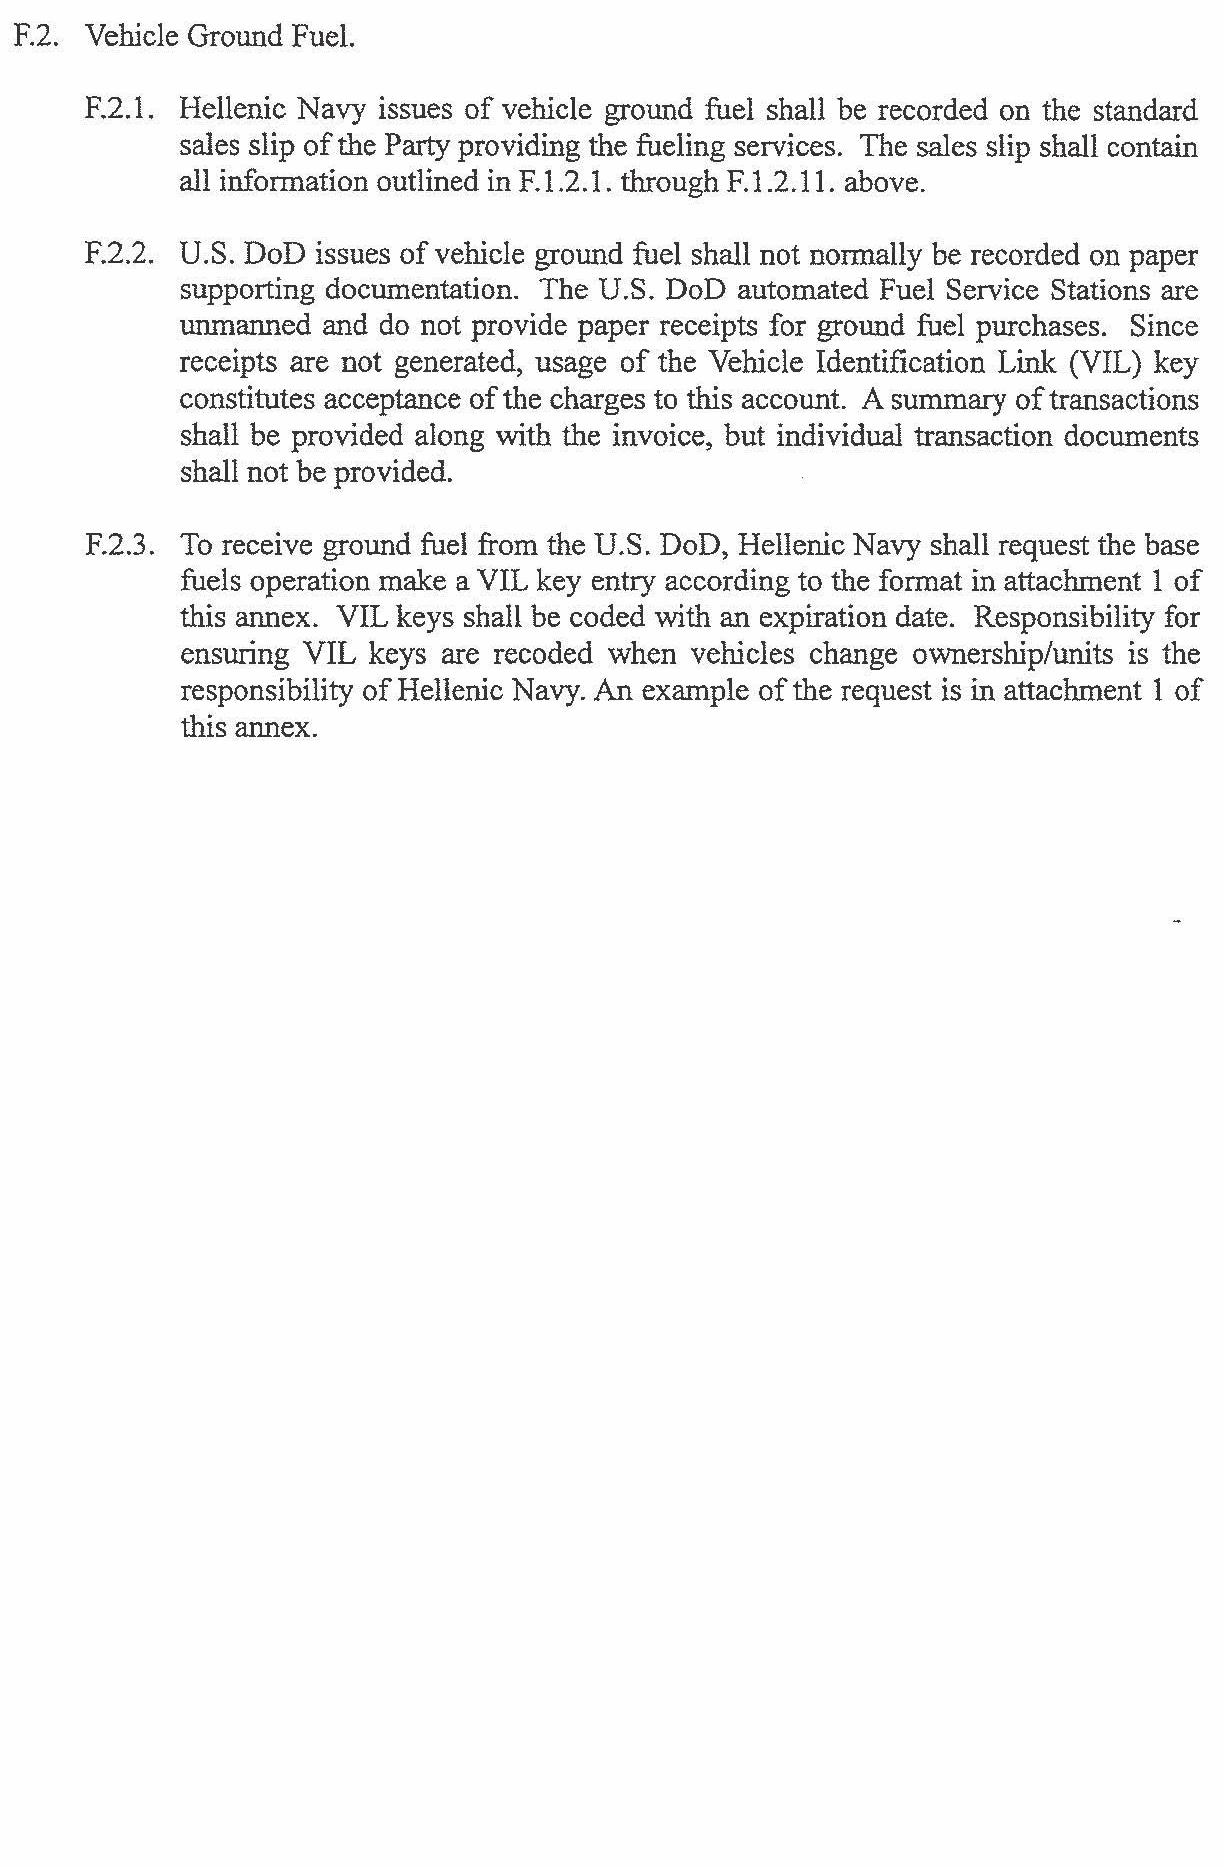 F.2. Vehicle Ground Fuel.
F.2.1. Hellenic Navy issues of vehicle ground fuel shall be recorded on the standard
sales slip of the Party providing the fueling services. The sales slip shall contain
all information outlined in F.1.2.1. through F.1.2.11. above.
F.2.2. U.S. DoD issues of vehicle ground fuel shall not normally be recorded on paper
supporting documentation. The U.S. DoD automated Fuel Service Stations are
unmanned and do not provide paper receipts for ground fuel purchases. Since
receipts are not generated, usage of the Vehicle Identification Link (VIL) key
constitutes acceptance of the charges to this account. A summary of transactions
shall be provided along with the invoice, but individual transaction documents
shall not be provided.
F.2.3. To receive ground fuel from the U.S. DoD, Hellenic Navy shall request the base
fuels operation make a VIL key entry according to the format in attachment 1 of
this annex. VIL keys shall be coded with an expiration date. Responsibility for
ensuring VIL keys are recoded when vehicles change ownership/units is the
responsibility of Hellenic Navy. An example of the request is in attachment 1 of
this annex.